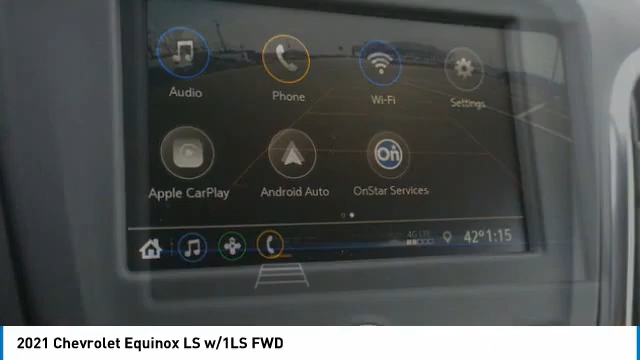 Audio Phone Wi-Fi Settings
Apple CarPlay Android Auto OnStar Services
On
4G LTE
42° 1:15
2021 Chevrolet Equinox LS w/1LS FWD